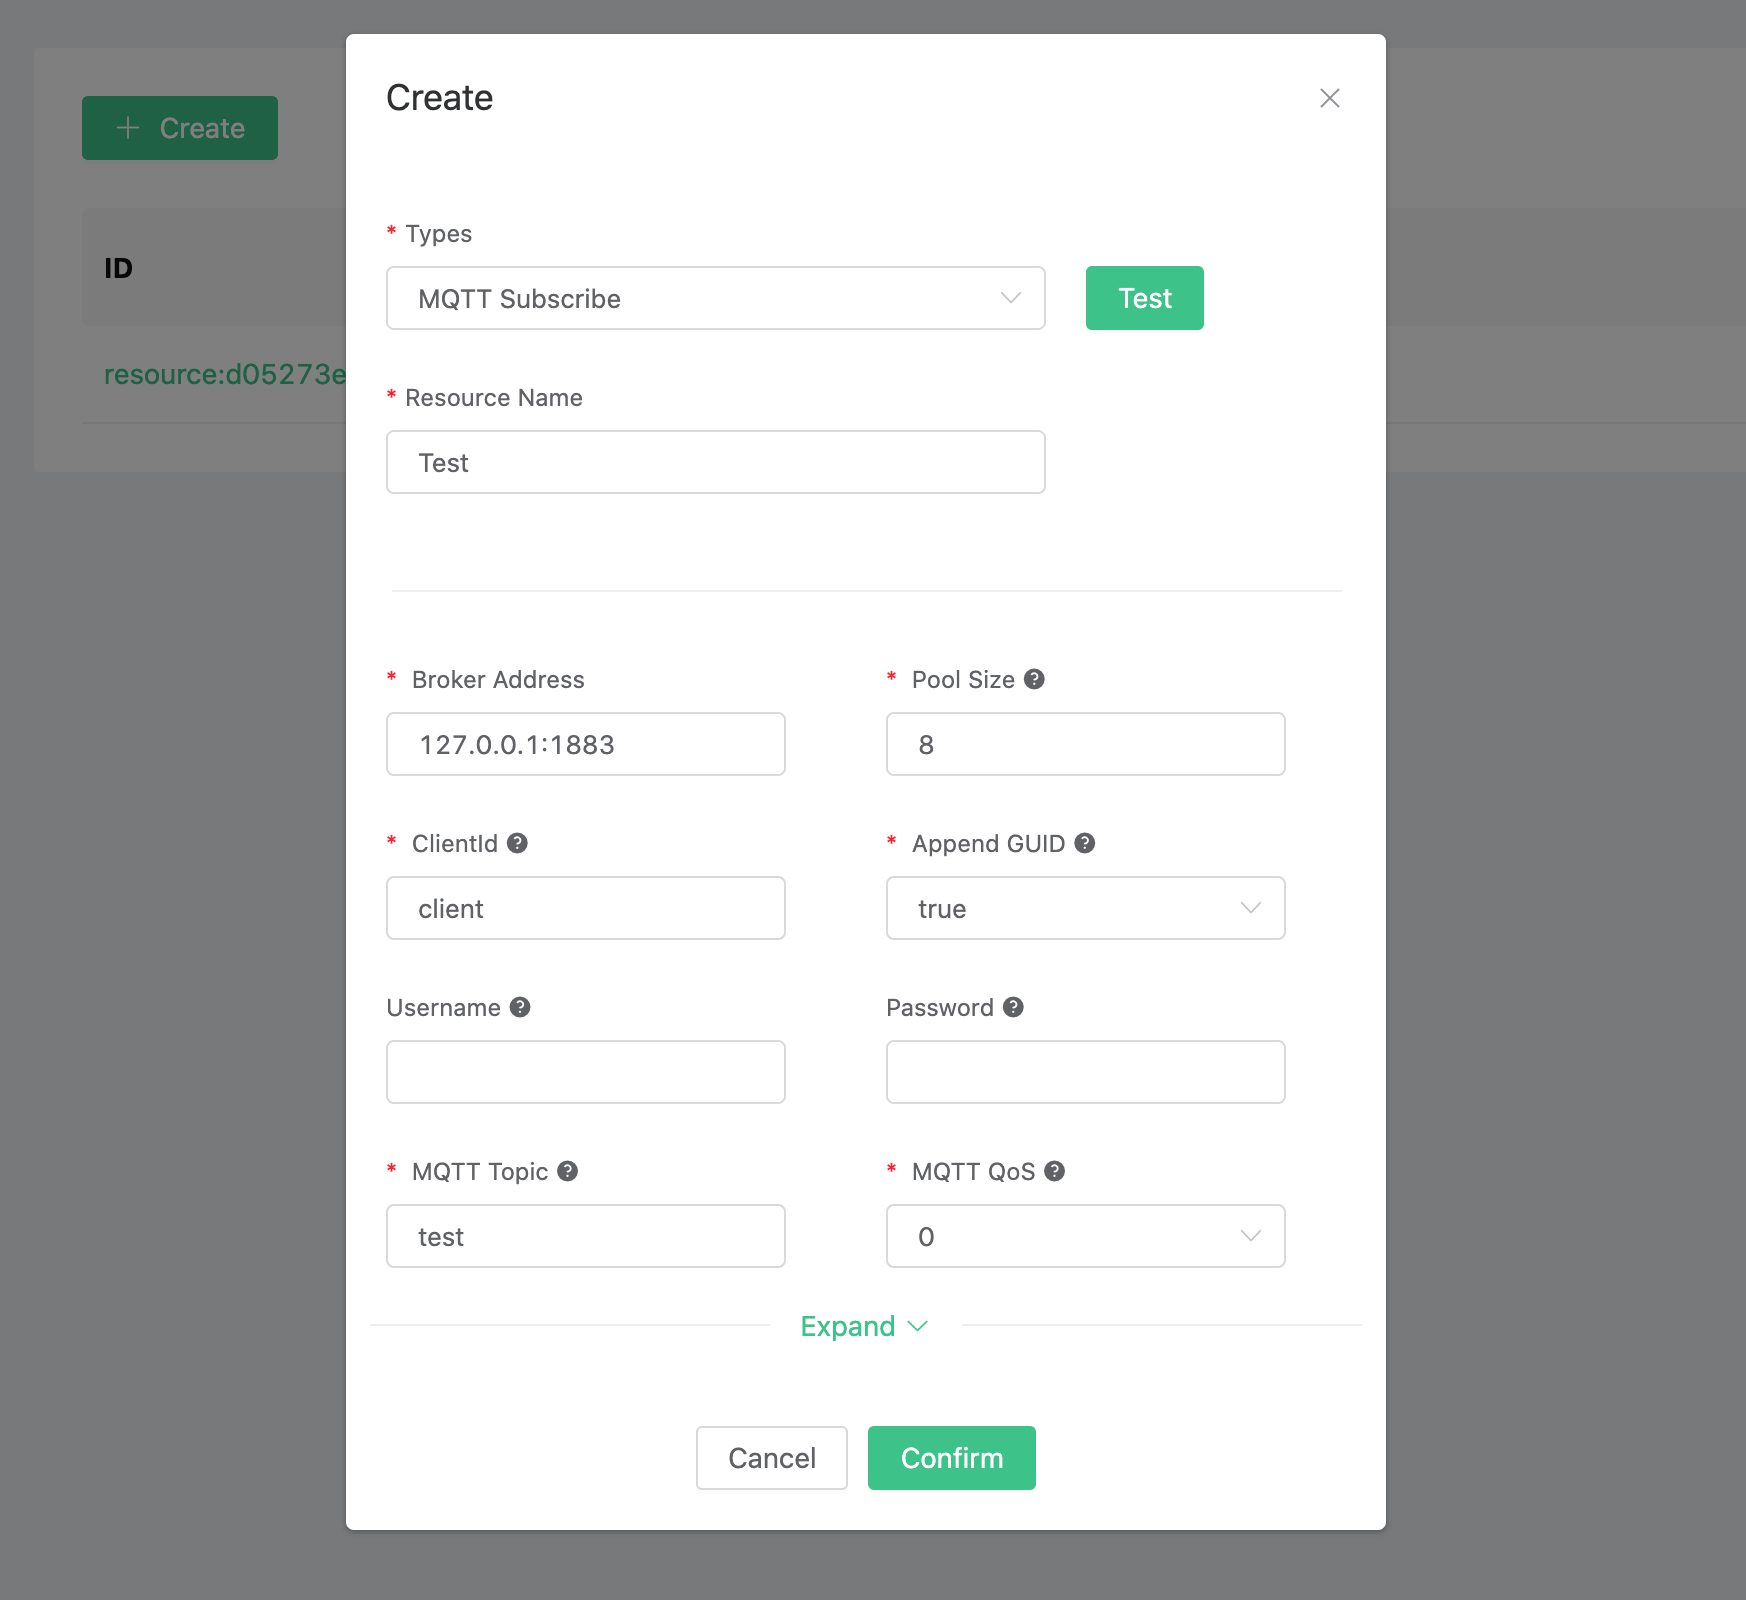 Create
Create
ID
* Types
MQTT Subscribe
Test
resource:d05273e
* Resource Name
Test
* Broker Address
* Pool Size ?
127.0.0.1:1883
8
* ClientId ?
* Append GUID ?
client
true
Username ?
Password ?
* MQTT Topic ?
* MQTT QoS ?
test
0
Expand
Cancel
Confirm